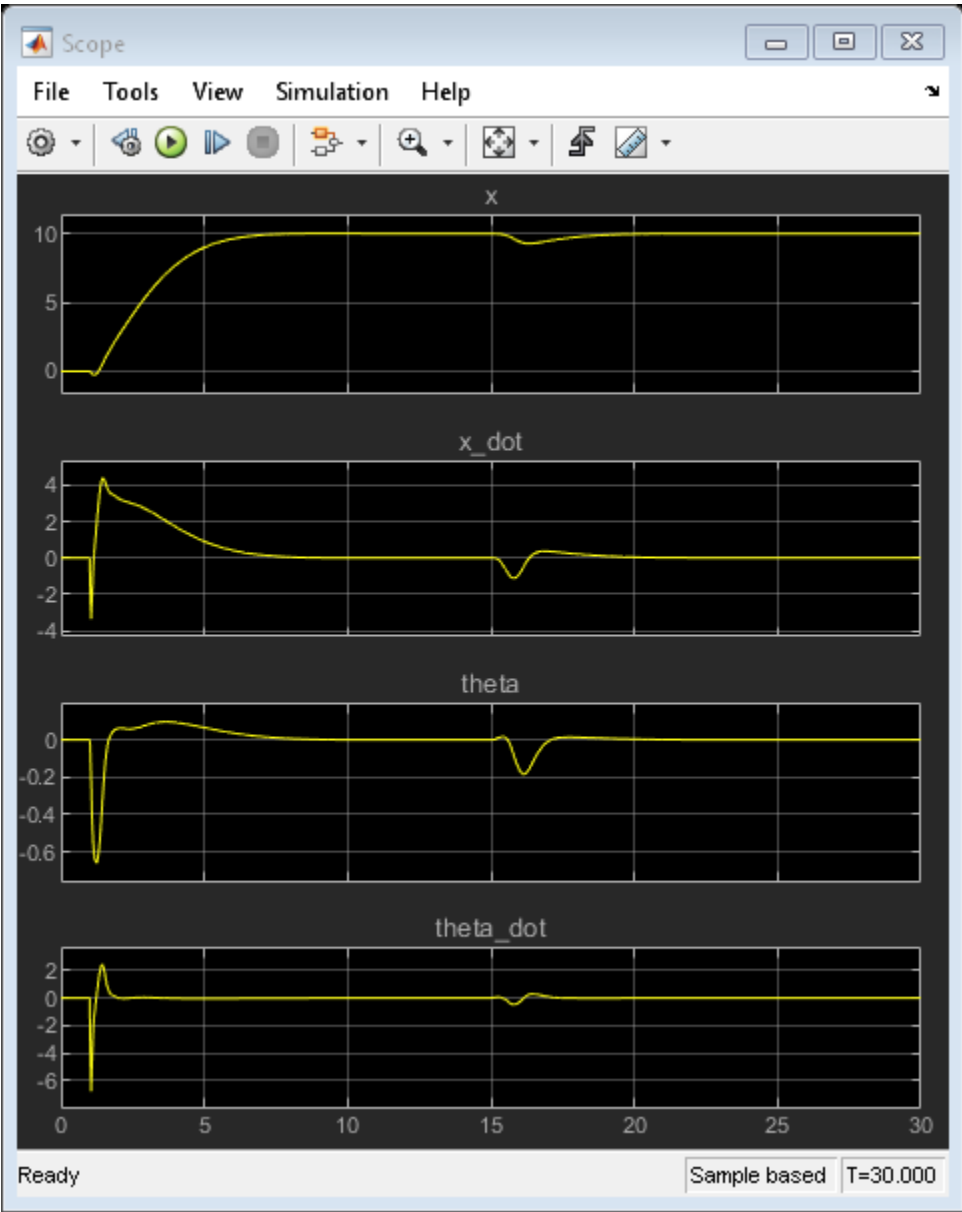 Scope
File Tools View Simulation Help
x
10
5
0
x_dot
4
2
0
-2
-4
theta
0
-0.2
-0.4
-0.6
theta_dot
2
0
-2
-4
-6
0 5 10 15 20 25 30
Ready Sample based T=30.000